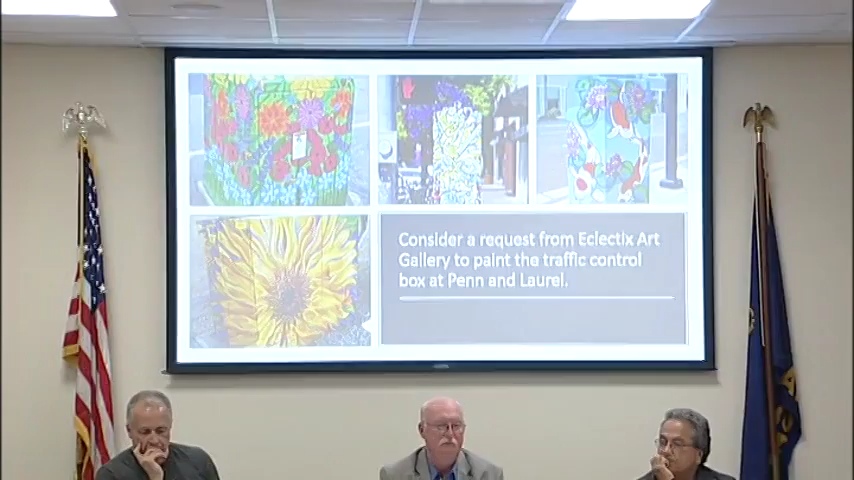 Consider a request from Eclectix Art
Gallery to paint the traffic control
box at Penn and Laurel.